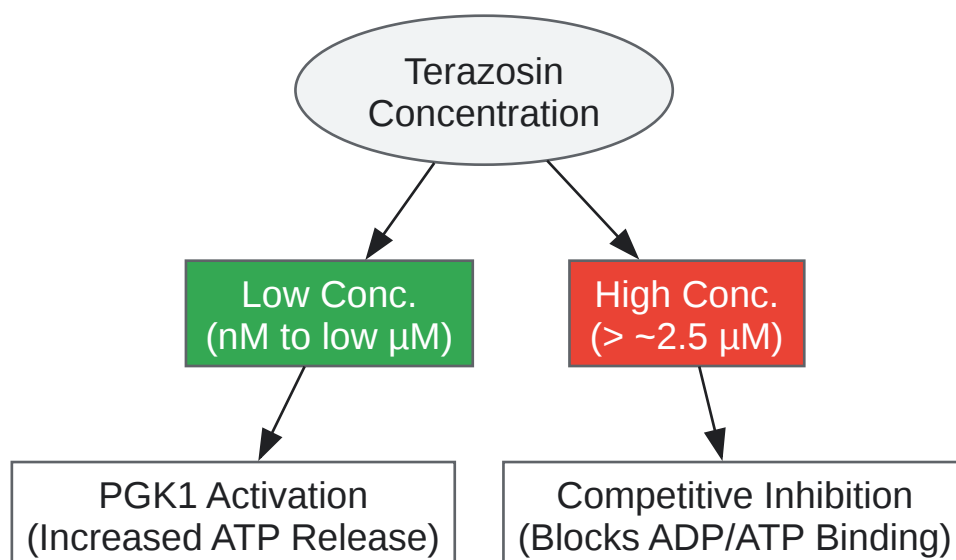 Terazosin
Concentration
Low Conc.
(nM to low µM)
High Conc.
(> ~2.5 µM)
PGK1 Activation
(Increased ATP Release)
Competitive Inhibition
(Blocks ADP/ATP Binding)